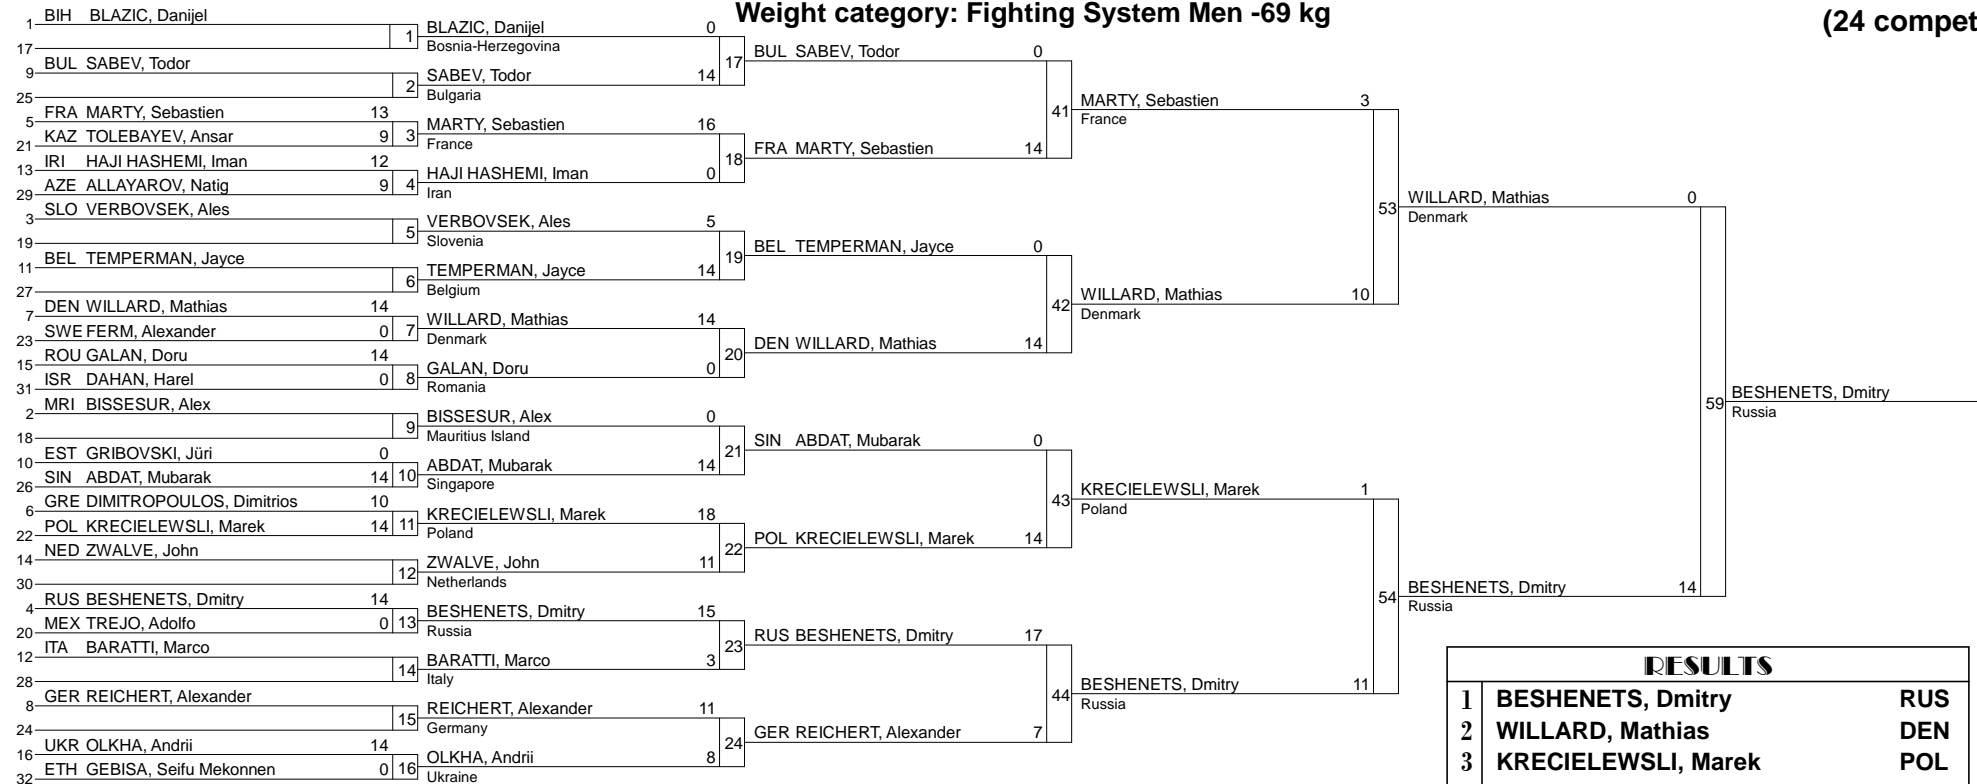 Weight category: Fighting System Men -69 kg
(24 compet
1 BIH BLAZIC, Danijel
17
1
9 BUL SABEV, Todor
25
2
5 FRA MARTY, Sebastien 13
21 KAZ TOLEBAYEV, Ansar 9
3
13 IRI HAJI HASHEMI, Iman 12
29 AZE ALLAYAROV, Natig 9
4
3 SLO VERBOVSEK, Ales
19
5
11 BEL TEMPERMAN, Jayce
27
6
7 DEN WILLARD, Mathias 14
23 SWE FERM, Alexander 0
7
15 ROU GALAN, Doru 14
31 ISR DAHAN, Harel 0
8
2 MRI BISSESUR, Alex
18
9
10 EST GRIBOVSKI, Jüri 0
26 SIN ABDAT, Mubarak 14
10
6 GRE DIMITROPOULOS, Dimitrios 10
22 POL KRECIELEWSLI, Marek 14
11
14 NED ZWALVE, John
30
12
4 RUS BESHENETS, Dmitry 14
20 MEX TREJO, Adolfo 0
13
12 ITA BARATTI, Marco
28
14
8 GER REICHERT, Alexander
24
15
16 UKR OLKHA, Andrii 14
32 ETH GEBISA, Seifu Mekonnen 0
16
BLAZIC, Danijel 0
Bosnia-Herzegovina
17
SABEV, Todor 14
Bulgaria
MARTY, Sebastien 16
France
18
HAJI HASHEMI, Iman 0
Iran
VERBOVSEK, Ales 5
Slovenia
19
TEMPERMAN, Jayce 14
Belgium
WILLARD, Mathias 14
Denmark
20
GALAN, Doru 0
Romania
BISSESUR, Alex 0
Mauritius Island
21
ABDAT, Mubarak 14
Singapore
KRECIELEWSLI, Marek 18
Poland
22
ZWALVE, John 11
Netherlands
BESHENETS, Dmitry 15
Russia
23
BARATTI, Marco 3
Italy
REICHERT, Alexander 11
Germany
24
OLKHA, Andrii 8
Ukraine
BUL SABEV, Todor 0
41
FRA MARTY, Sebastien 14
BEL TEMPERMAN, Jayce 0
42
DEN WILLARD, Mathias 14
SIN ABDAT, Mubarak 0
43
POL KRECIELEWSLI, Marek 14
RUS BESHENETS, Dmitry 17
44
GER REICHERT, Alexander 7
MARTY, Sebastien 3
France
53
WILLARD, Mathias 10
Denmark
KRECIELEWSLI, Marek 1
Poland
54
BESHENETS, Dmitry 11
Russia
WILLARD, Mathias 0
Denmark
59
BESHENETS, Dmitry 14
Russia
BESHENETS, Dmitry
Russia
RESULTS
1 BESHENETS, Dmitry RUS
2 WILLARD, Mathias DEN
3 KRECIELEWSLI, Marek POL